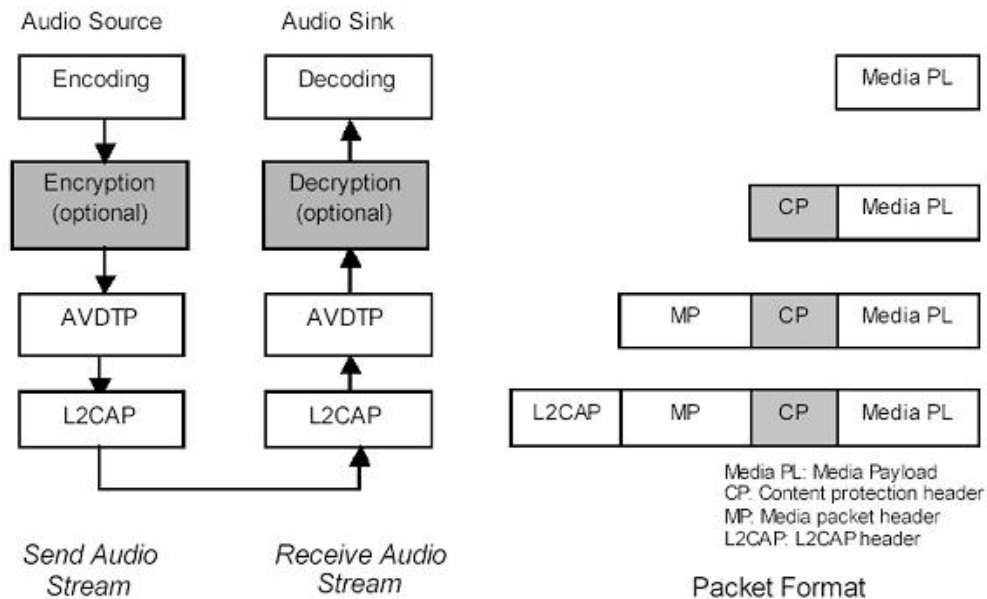 Audio Source
Audio Sink
Encoding
Decoding
Media PL
Encryption
(optional)
Decryption
(optional)
CP
Media PL
AVDTP
AVDTP
MP
CP
Media PL
L2CAP
L2CAP
L2CAP
MP
CP
Media PL
Media PL: Media Payload
CP: Content protection header
MP: Media packet header
L2CAP: L2CAP header
Send Audio
Stream
Receive Audio
Stream
Packet Format